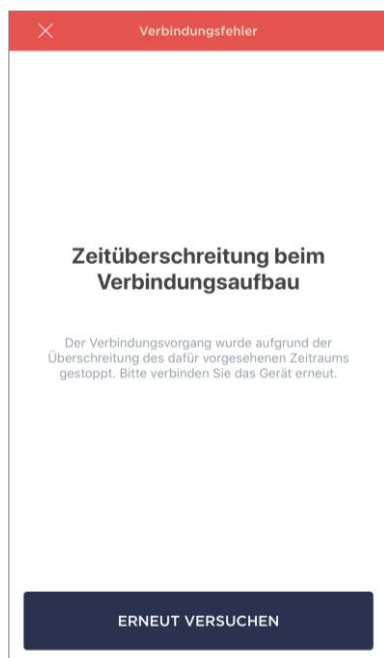 Verbindungsfehler
Zeitüberschreitung beim
Verbindungsaufbau
Der Verbindungsvorgang wurde aufgrund der
Überschreitung des dafür vorgesehenen Zeitraums
gestoppt. Bitte verbinden Sie das Gerät erneut.
ERNEUT VERSUCHEN